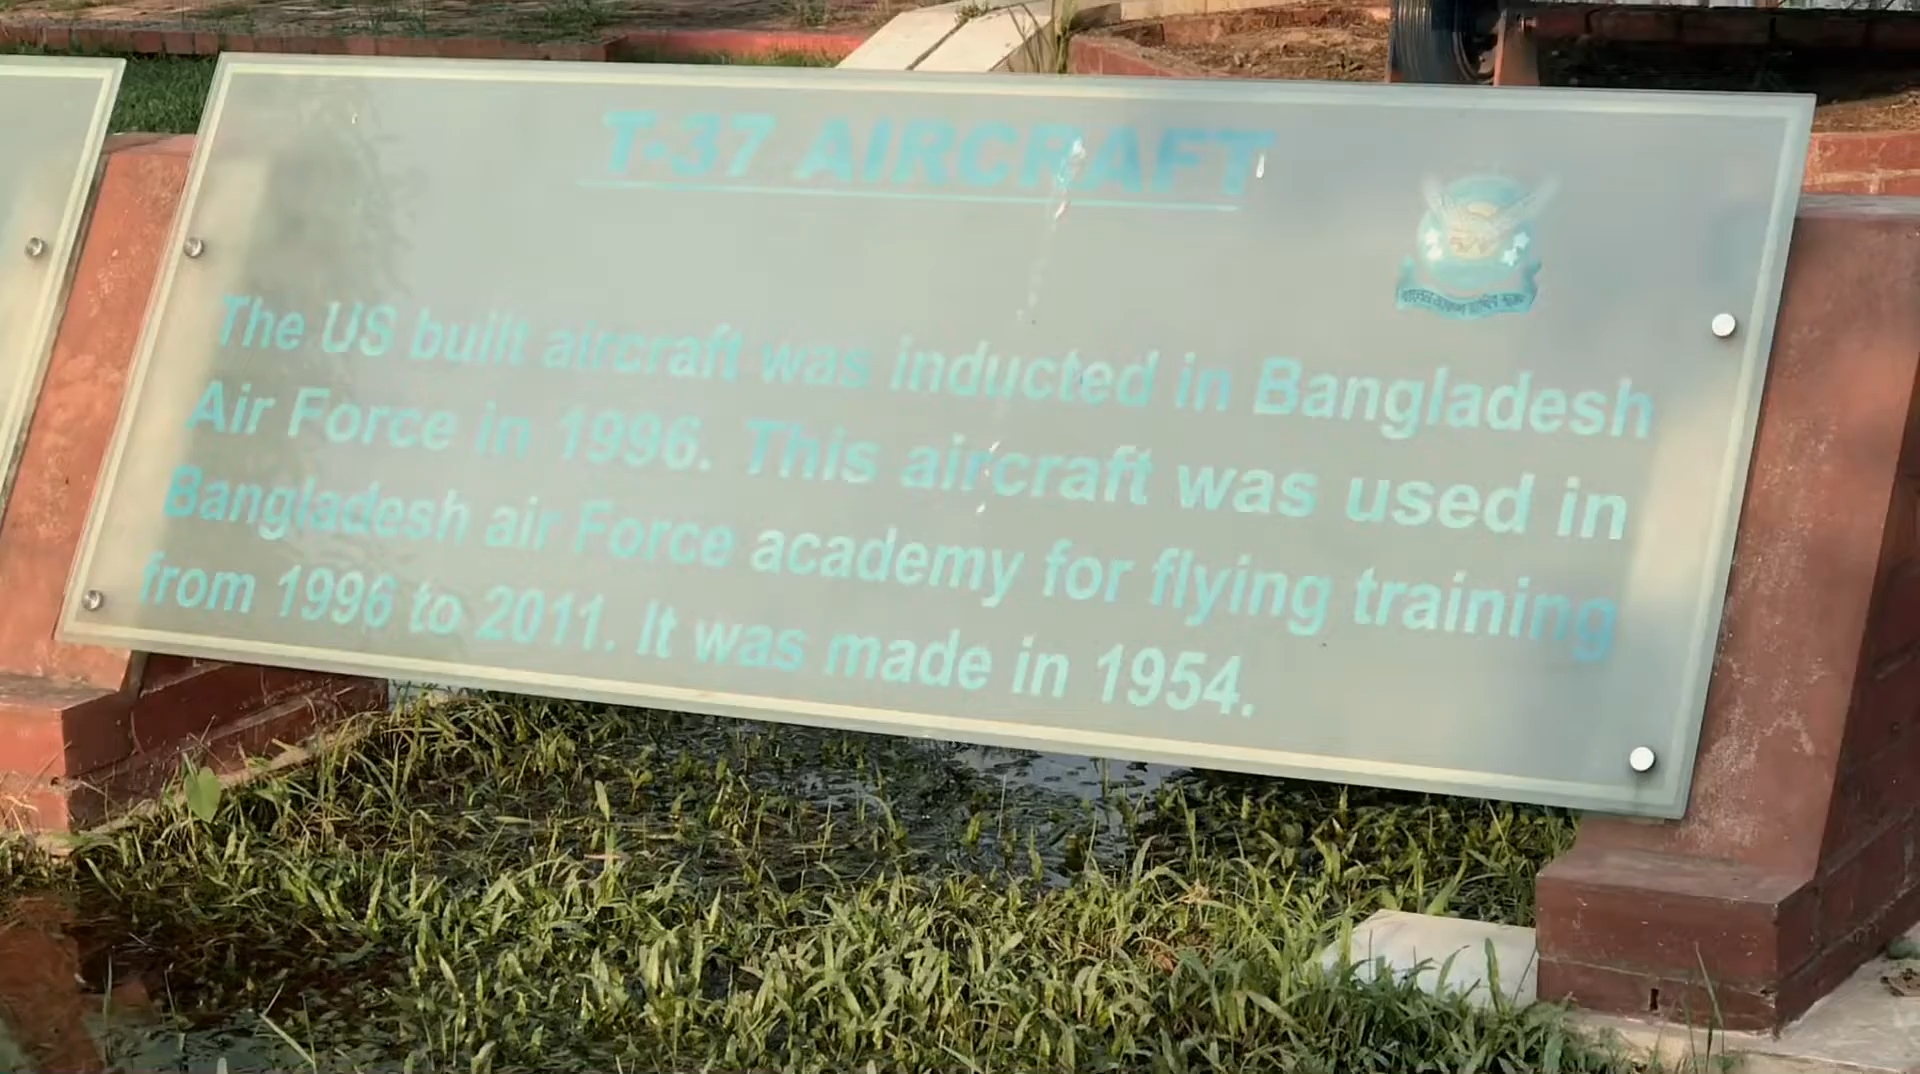 T-37 AIRCRAFT
The US built aircraft was inducted in Bangladesh
Air Force in 1996. This aircraft was used in
Bangladesh air Force academy for flying training
from 1996 to 2011. It was made in 1954.